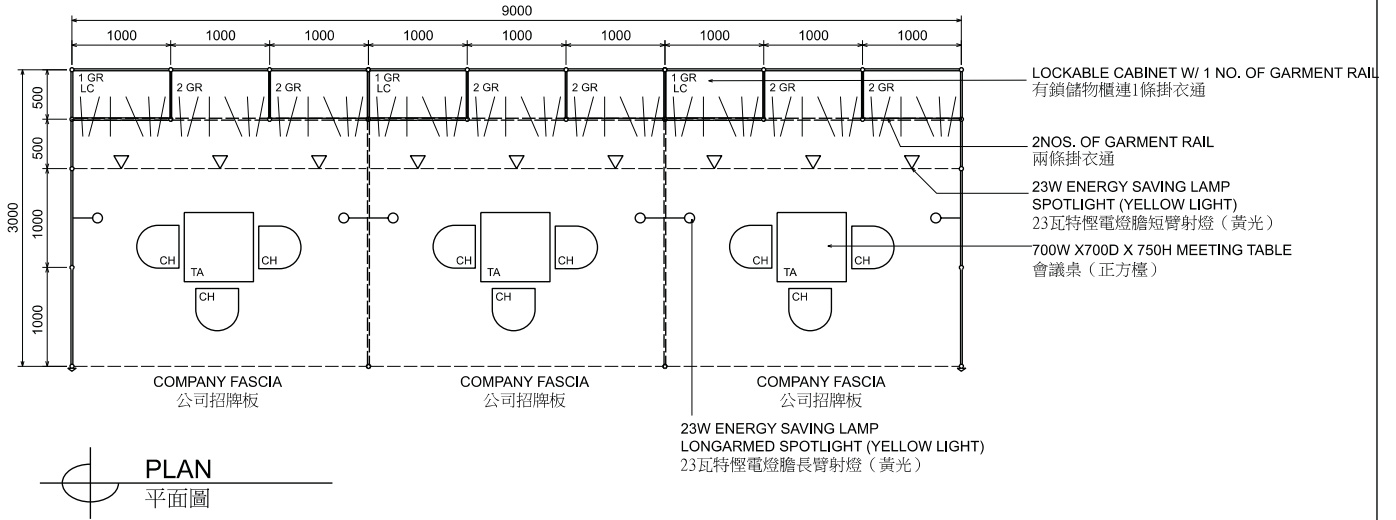 9000
1000 1000 1000 1000 1000 1000 1000 1000 1000
3000
500
500
1000
1000
1 GR
LC
2 GR
2 GR
1 GR
LC
2 GR
2 GR
1 GR
LC
2 GR
2 GR
LOCKABLE CABINET W/ 1 NO. OF GARMENT RAIL
有鎖儲物櫃連1條掛衣通
2NOS. OF GARMENT RAIL
兩條掛衣通
23W ENERGY SAVING LAMP
SPOTLIGHT (YELLOW LIGHT)
23瓦特慳電燈膽短臂射燈（黃光）
700W X700D X 750H MEETING TABLE
會議桌（正方檯）
CH
TA
CH
CH
CH
TA
CH
CH
CH
TA
CH
CH
COMPANY FASCIA
公司招牌板
COMPANY FASCIA
公司招牌板
COMPANY FASCIA
公司招牌板
23W ENERGY SAVING LAMP
LONGARMED SPOTLIGHT (YELLOW LIGHT)
23瓦特慳電燈膽長臂射燈（黃光）
PLAN
平面圖